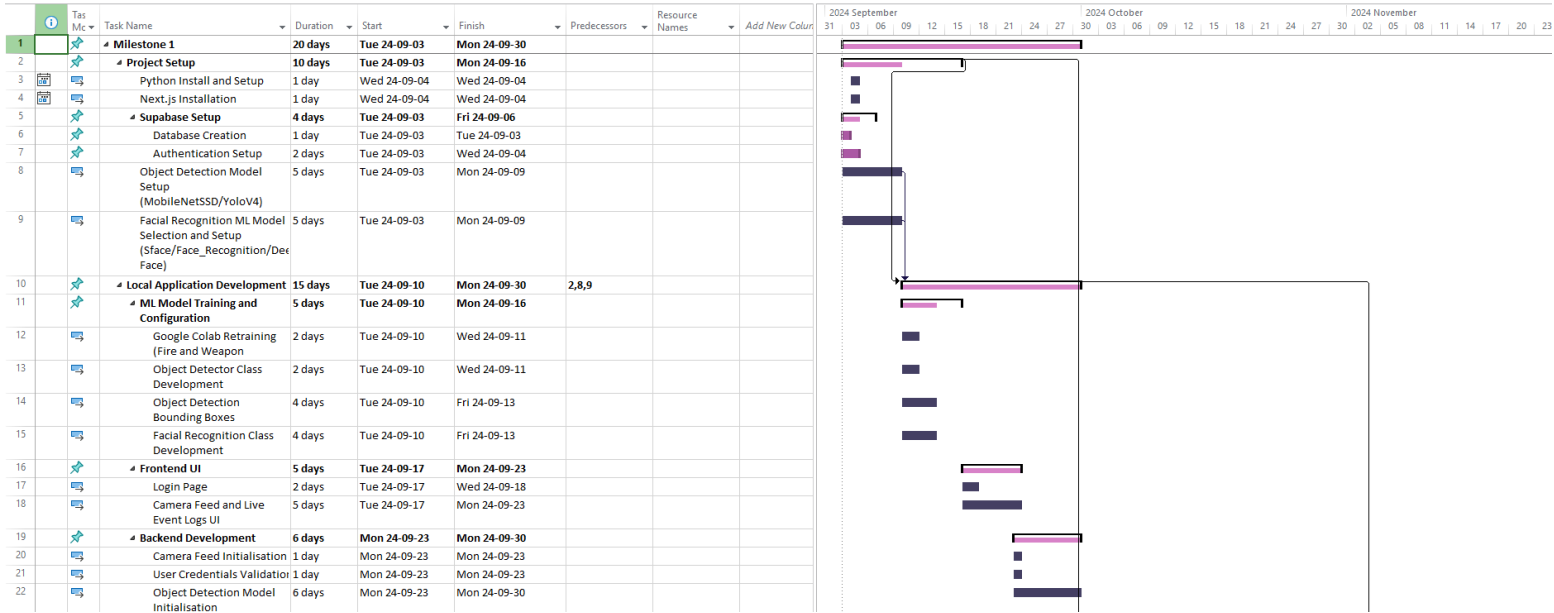 Tas Mc Task Name Duration Start Finish Predecessors Resource Names Add New Colur
2024 September 2024 October 2024 November
31 03 06 09 12 15 18 21 24 27 30 03 06 09 12 15 18 21 24 27 30 02 05 08 11 14 17 20 23
1 Milestone 1 20 days Tue 24-09-03 Mon 24-09-30
2 Project Setup 10 days Tue 24-09-03 Mon 24-09-16
3 Python Install and Setup 1 day Wed 24-09-04 Wed 24-09-04
4 Next.js Installation 1 day Wed 24-09-04 Wed 24-09-04
5 Supabase Setup 4 days Tue 24-09-03 Fri 24-09-06
6 Database Creation 1 day Tue 24-09-03 Tue 24-09-03
7 Authentication Setup 2 days Tue 24-09-03 Wed 24-09-04
8 Object Detection Model 5 days Tue 24-09-03 Mon 24-09-09
Setup
(MobileNetSSD/YoloV4)
9 Facial Recognition ML Model 5 days Tue 24-09-03 Mon 24-09-09
Selection and Setup
(Sface/Face_Recognition/Dee
Face)
10 Local Application Development 15 days Tue 24-09-10 Mon 24-09-30 2,8,9
11 ML Model Training and 5 days Tue 24-09-10 Mon 24-09-16
Configuration
12 Google Colab Retraining 2 days Tue 24-09-10 Wed 24-09-11
(Fire and Weapon
13 Object Detector Class 2 days Tue 24-09-10 Wed 24-09-11
Development
14 Object Detection 4 days Tue 24-09-10 Fri 24-09-13
Bounding Boxes
15 Facial Recognition Class 4 days Tue 24-09-10 Fri 24-09-13
Development
16 Frontend UI 5 days Tue 24-09-17 Mon 24-09-23
17 Login Page 2 days Tue 24-09-17 Wed 24-09-18
18 Camera Feed and Live 5 days Tue 24-09-17 Mon 24-09-23
Event Logs UI
19 Backend Development 6 days Mon 24-09-23 Mon 24-09-30
20 Camera Feed Initialisation 1 day Mon 24-09-23 Mon 24-09-23
21 User Credentials Validation 1 day Mon 24-09-23 Mon 24-09-23
22 Object Detection Model 6 days Mon 24-09-23 Mon 24-09-30
Initialisation